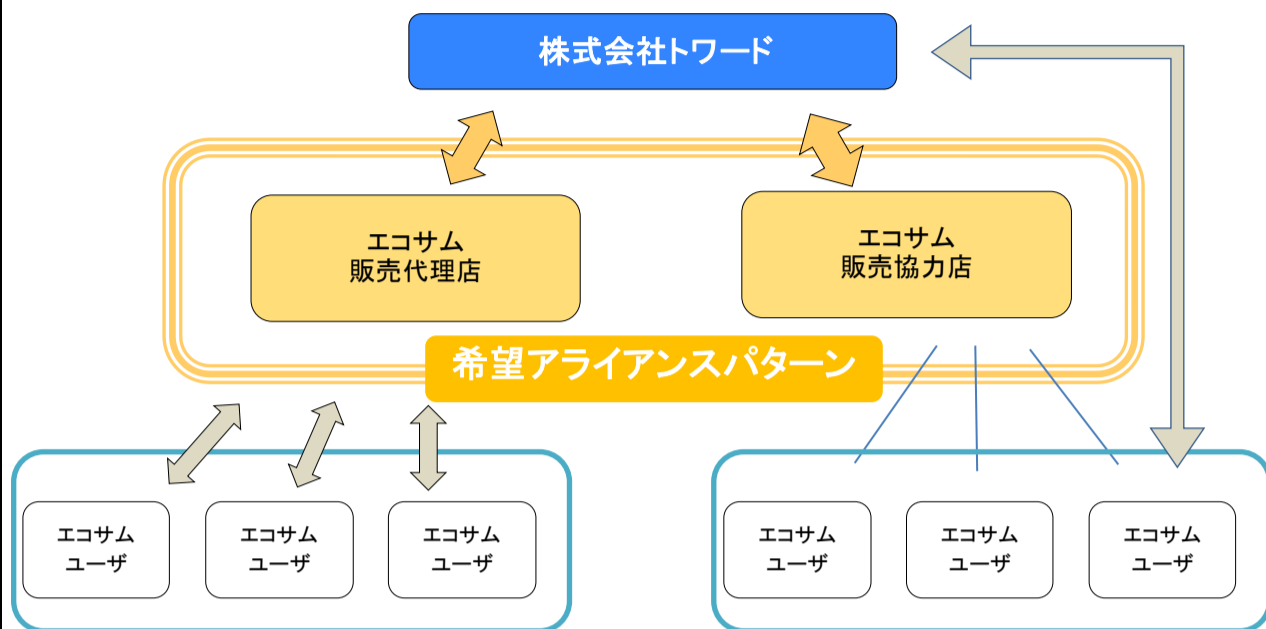 株式会社トワード
エコサム
販売代理店
エコサム
販売協力店
希望アライアンスパターン
エコサム
ユーザ
エコサム
ユーザ
エコサム
ユーザ
エコサム
ユーザ
エコサム
ユーザ
エコサム
ユーザ